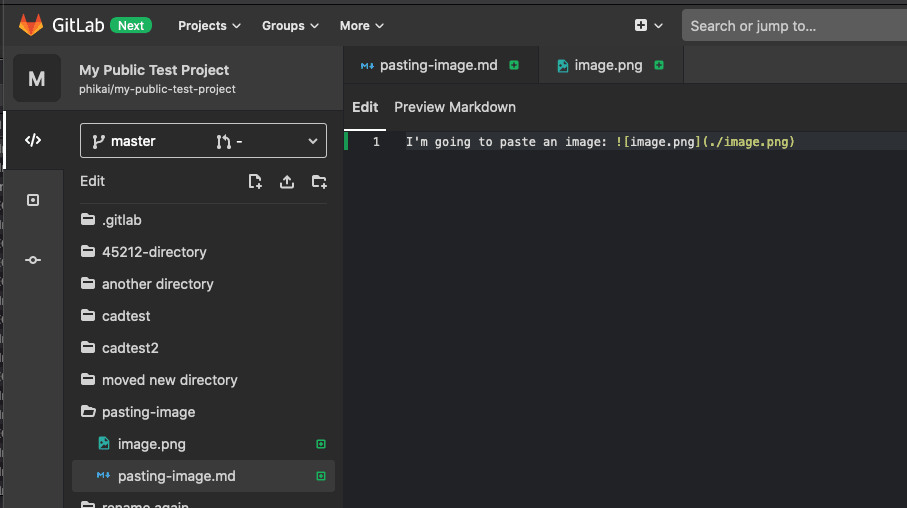 GitLab Next Projects Groups More Search or jump to...
M My Public Test Project
phikai/my-public-test-project
pasting-image.md image.png
Edit Preview Markdown
master -
1 I'm going to paste an image: ![image.png](./image.png)
Edit
.gitlab
45212-directory
another directory
cadtest
cadtest2
moved new directory
pasting-image
image.png
pasting-image.md
rename again